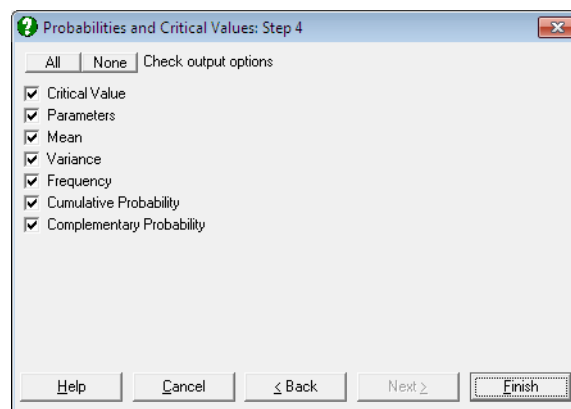 Probabilities and Critical Values: Step 4
All None Check output options
Critical Value
Parameters
Mean
Variance
Frequency
Cumulative Probability
Complementary Probability
Help Cancel < Back Next > Finish